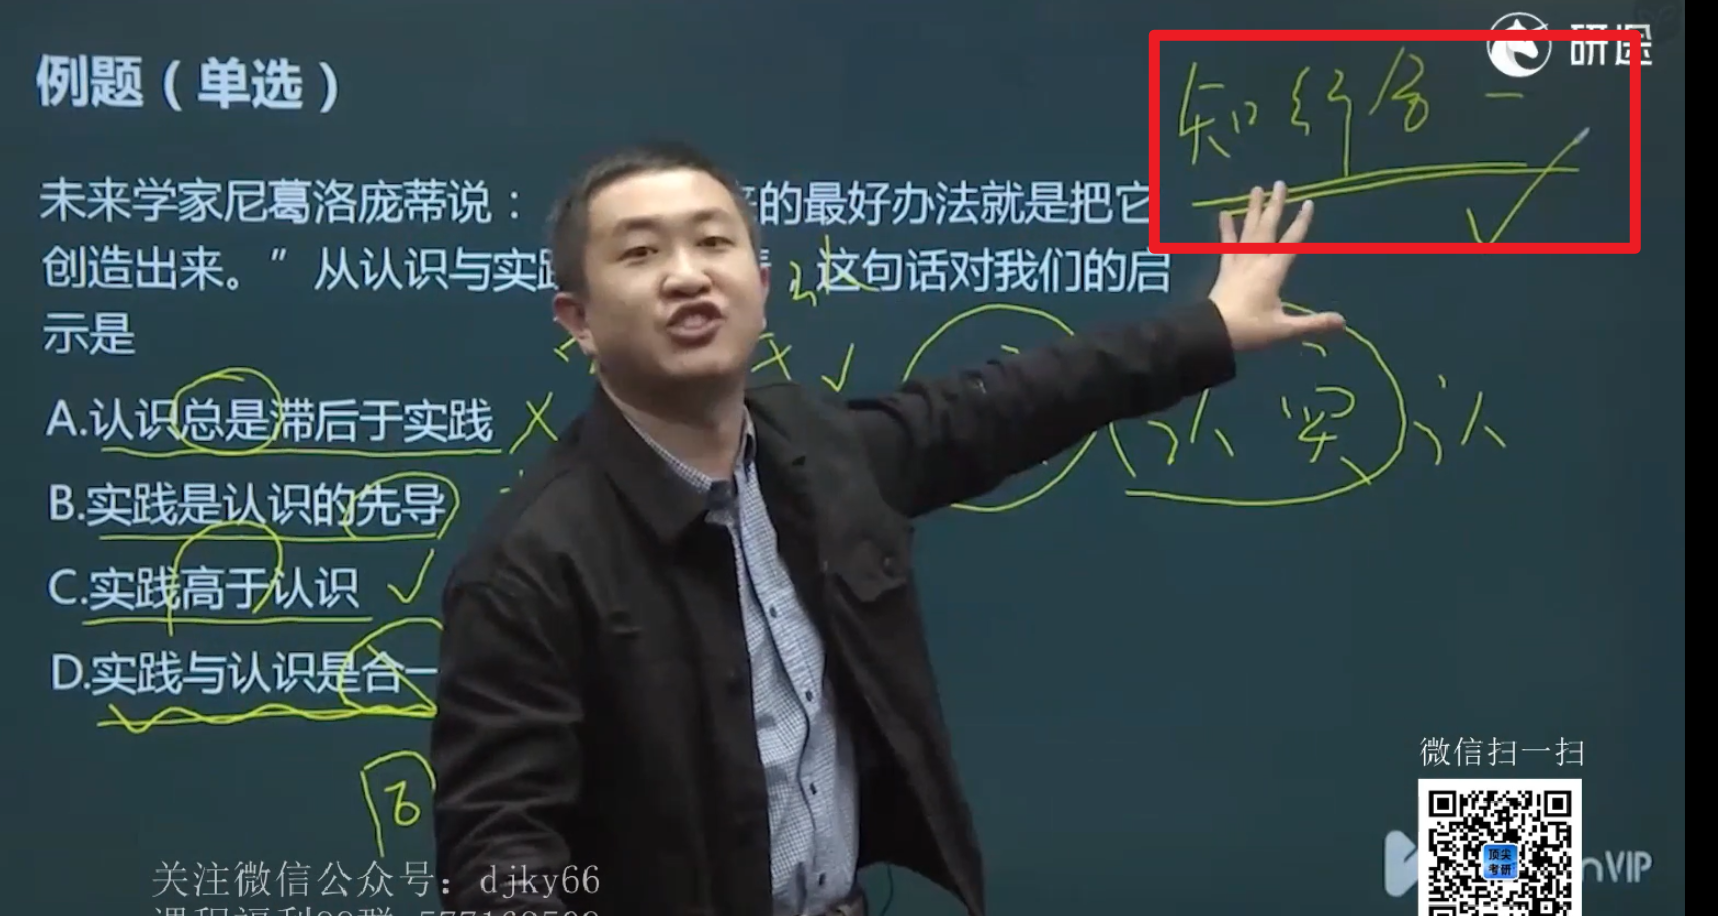 研途
知行合一
例题（单选）
未来学家尼葛洛庞蒂说： 来的最好办法就是把它
创造出来。”从认识与实践 ，这句话对我们的启
示是
A.认识总是滞后于实践
B.实践是认识的先导
C.实践高于认识
D.实践与认识是合一
认 实 认
微信扫一扫
顶尖
考研
VIP
关注微信公众号：djky66